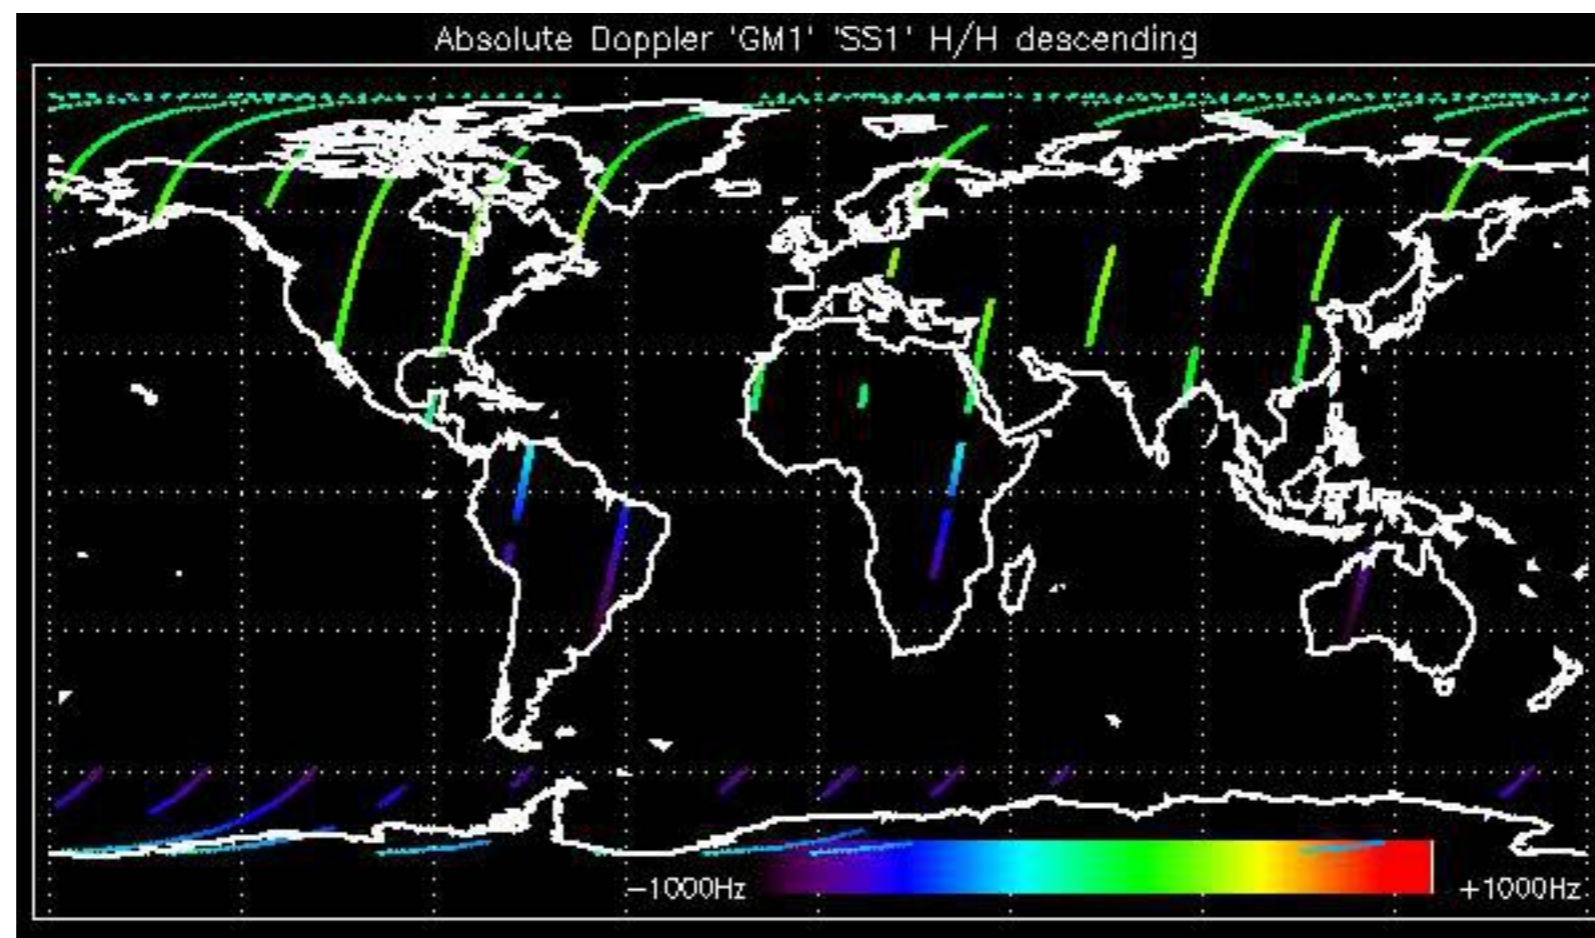 Absolute Doppler 'GM1' 'SS1' H/H descending
-1000Hz
+1000Hz